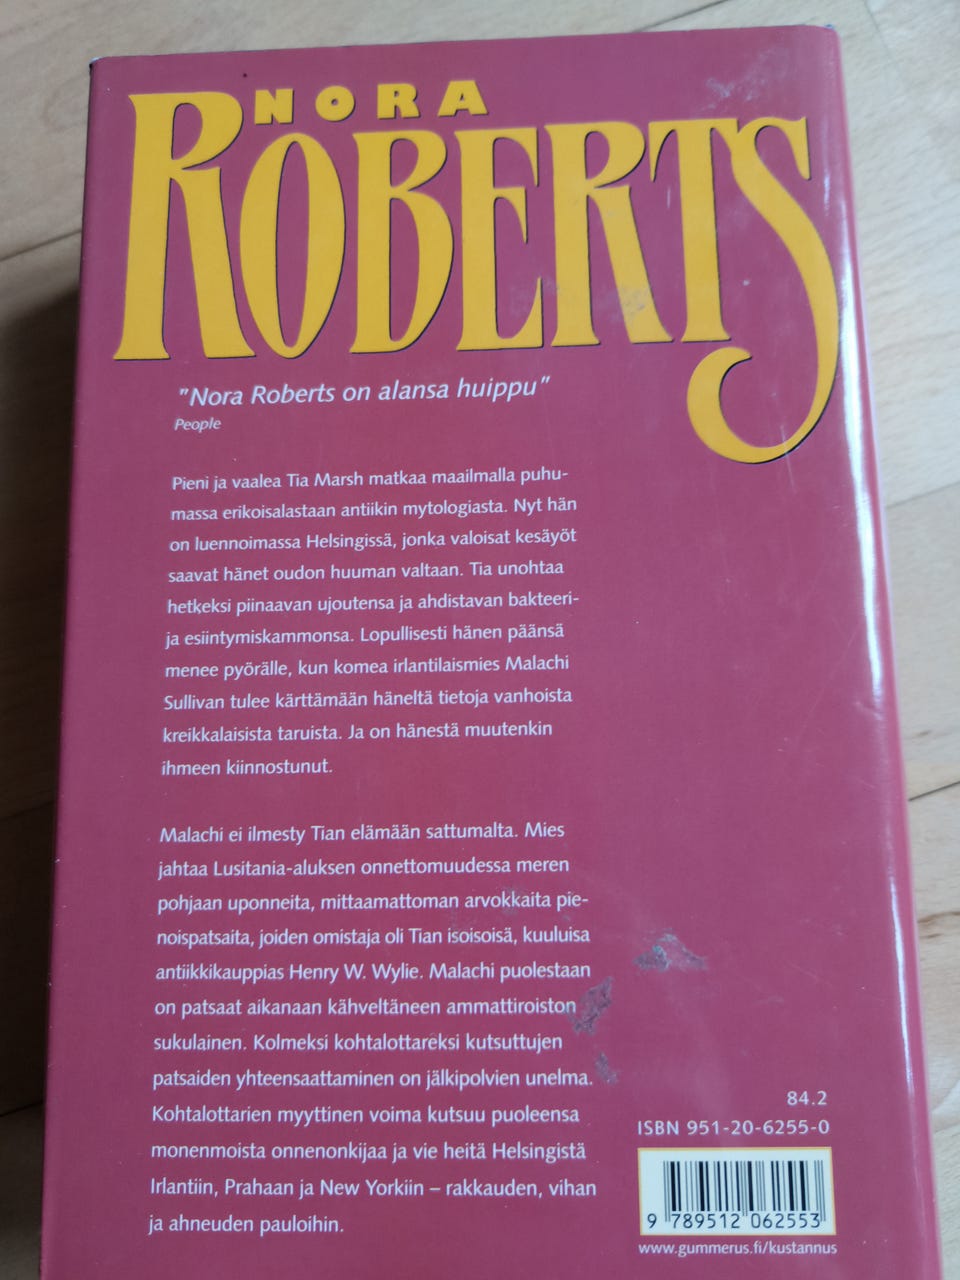 NORA
ROBERTS
"Nora Roberts on alansa huippu"
People
Pieni ja vaalea Tia Marsh matkaa maailmalla puhu-
massa erikoisalastaan antiikin mytologiasta. Nyt hän
on luennoimassa Helsingissä, jonka valoisat kesäyöt
saavat hänet oudon huuman valtaan. Tia unohtaa
hetkeksi piinaavan ujoutensa ja ahdistavan bakteeri-
ja esiintymiskammonsa. Lopullisesti hänen päänsä
menee pyörälle, kun komea irlantilaismies Malachi
Sullivan tulee kärttämään häneltä tietoja vanhoista
kreikkalaisista taruista. Ja on hänestä muutenkin
ihmeen kiinnostunut.
Malachi ei ilmesty Tian elämään sattumalta. Mies
jahtaa Lusitania-aluksen onnettomuudessa meren
pohjaan uponneita, mittaamattoman arvokkaita pie-
noispatsaita, joiden omistaja oli Tian isoisoisä, kuuluisa
antiikkikauppias Henry W. Wylie. Malachi puolestaan
on patsaat aikanaan kähveltäneen ammattiroiston
sukulainen. Kolmeksi kohtalottareksi kutsuttujen
patsaiden yhteensaattaminen on jälkipolvien unelma.
Kohtalottarien myyttinen voima kutsuu puoleensa
monenmoista onnenonkijaa ja vie heitä Helsingistä
Irlantiin, Prahaan ja New Yorkiin – rakkauden, vihan
ja ahneuden pauloihin.
84.2
ISBN 951-20-6255-0
9 789512 062553
www.gummerus.fi/kustannus